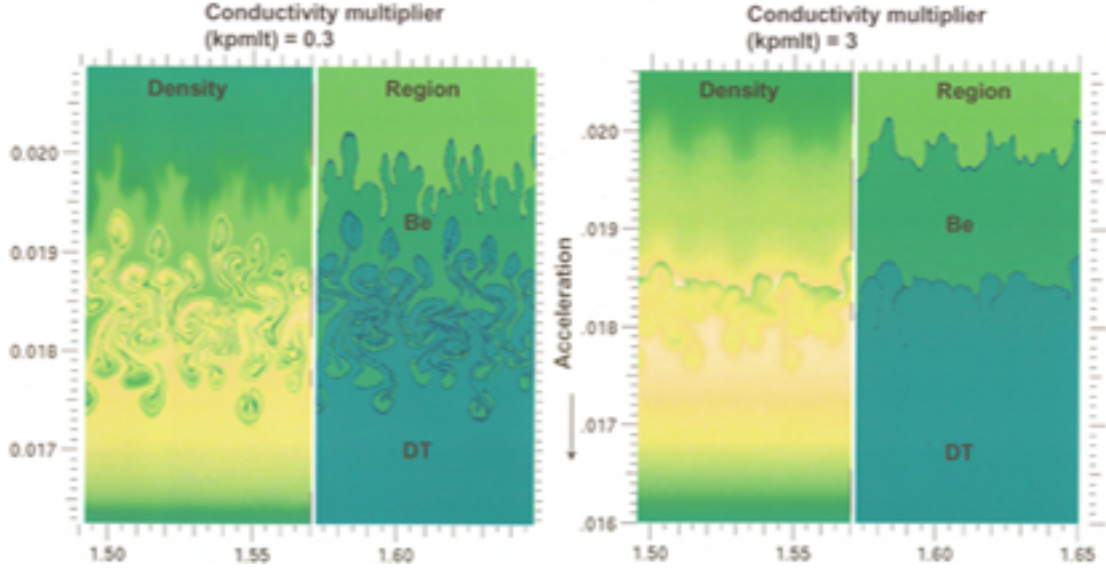 Conductivity multiplier
(kpmlt) = 0.3
Density
Region
0.020
0.019
0.018
0.017
Be
DT
1.50
1.55
1.60
Acceleration
Conductivity multiplier
(kpmlt) = 3
Density
Region
.020
.019
.018
.017
.016
Be
DT
1.50
1.55
1.60
1.65